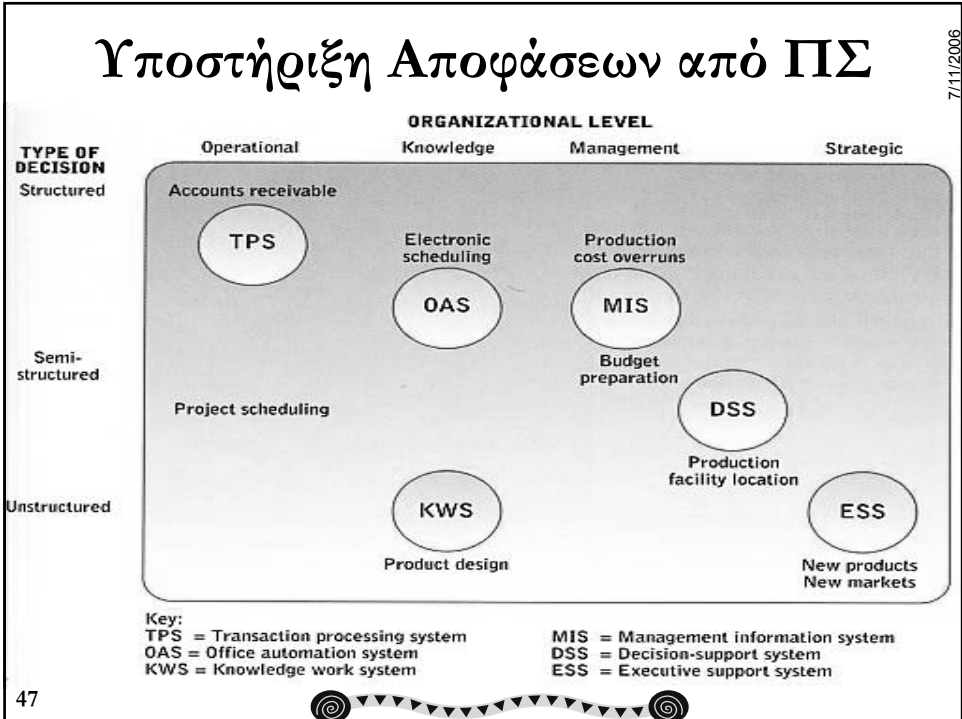 Υποστήριξη Αποφάσεων από ΠΣ
7/11/2006
ORGANIZATIONAL LEVEL
TYPE OF
DECISION
Operational
Knowledge
Management
Strategic
Structured
Accounts receivable
TPS
Electronic
scheduling
OAS
Production
cost overruns
MIS
Semi-
structured
Budget
preparation
Project scheduling
DSS
Production
facility location
Unstructured
KWS
Product design
ESS
New products
New markets
Key:
TPS = Transaction processing system
OAS = Office automation system
KWS = Knowledge work system
MIS = Management information system
DSS = Decision-support system
ESS = Executive support system
47